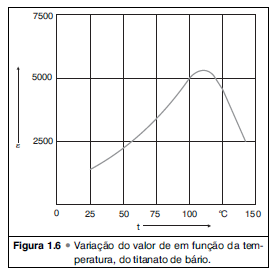 7500
5000
ε
2500
0
25
50
75
100
°C
150
t
Figura 1.6 • Variação do valor de em função da tem-
peratura, do titanato de bário.